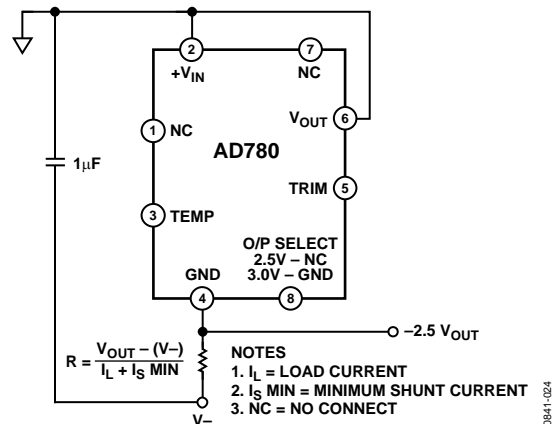 2
7
+VIN
NC
VOUT
6
1
NC
AD780
1µF
TRIM
5
3
TEMP
O/P SELECT
2.5V – NC
3.0V – GND
GND
4
8
–2.5 VOUT
R = VOUT – (V–)
IL + IS MIN
NOTES
1. IL = LOAD CURRENT
2. IS MIN = MINIMUM SHUNT CURRENT
3. NC = NO CONNECT
V–